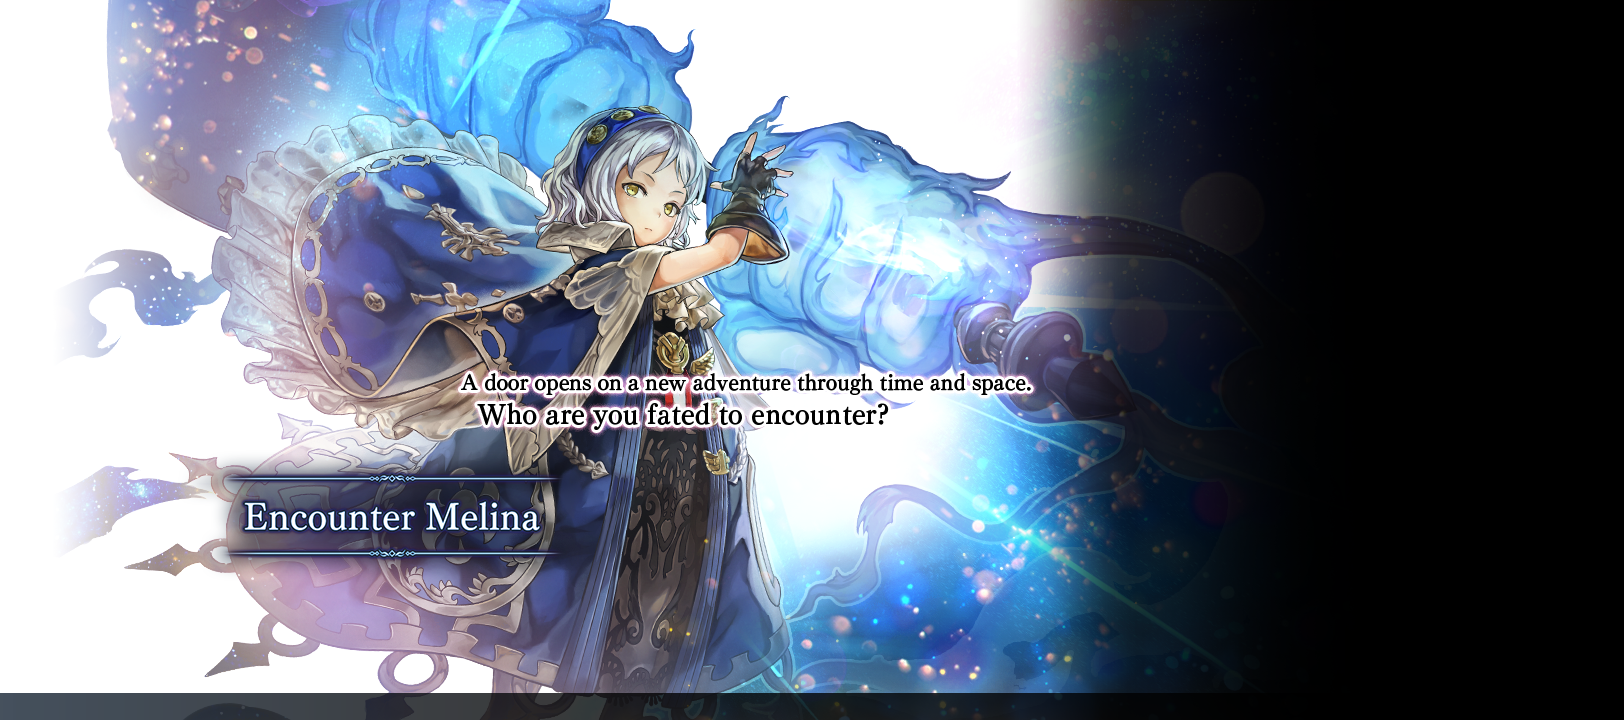 A door opens on a new adventure through time and space.
Who are you fated to encounter?
Encounter Melina